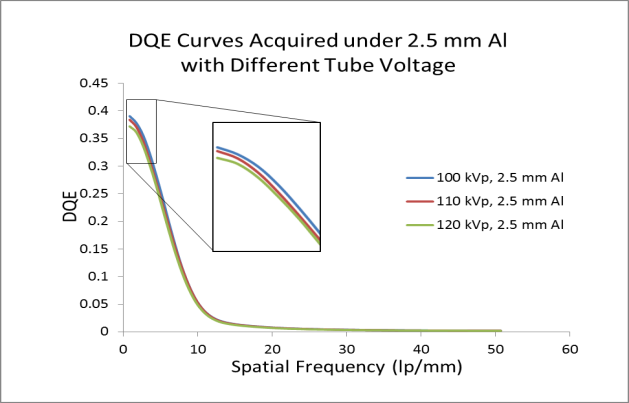 DQE Curves Acquired under 2.5 mm Al
with Different Tube Voltage
0.45
0.4
0.35
0.3
0.25
0.2
0.15
0.1
0.05
0
DQE
100 kVp, 2.5 mm Al
110 kVp, 2.5 mm Al
120 kVp, 2.5 mm Al
0 10 20 30 40 50 60
Spatial Frequency (lp/mm)